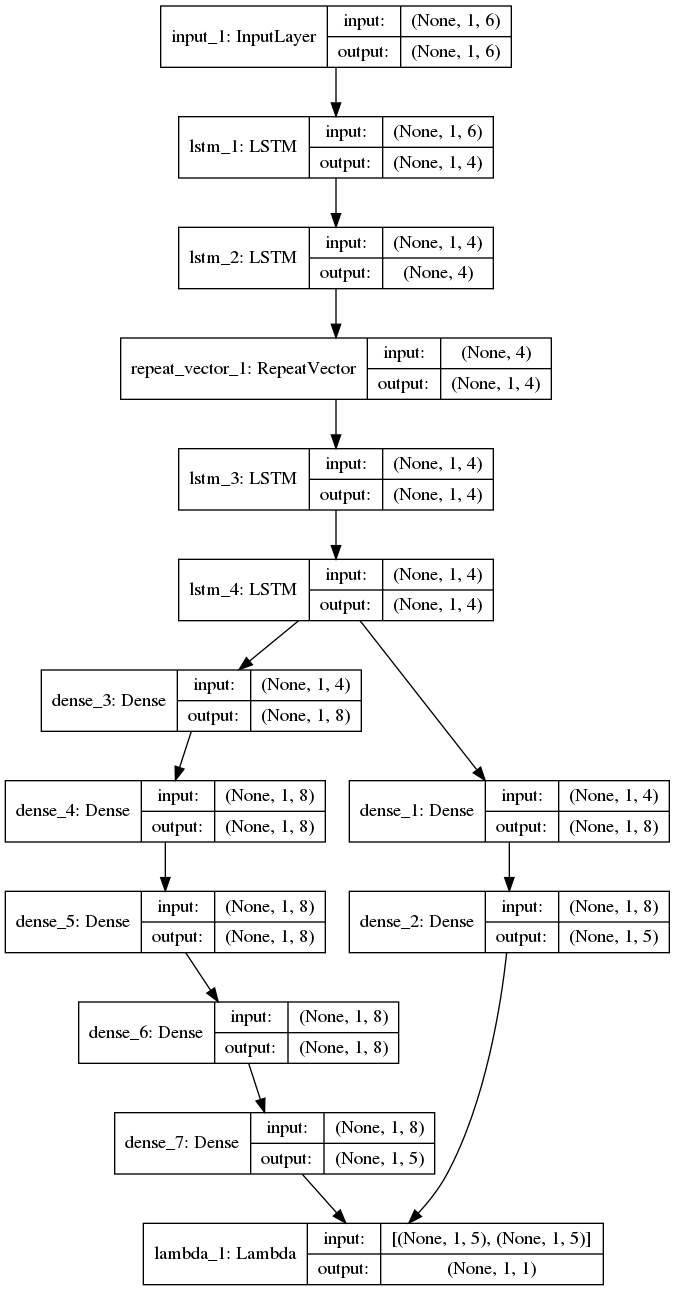 input_1: InputLayer
input: (None, 1, 6)
output: (None, 1, 6)
lstm_1: LSTM
input: (None, 1, 6)
output: (None, 1, 4)
lstm_2: LSTM
input: (None, 1, 4)
output: (None, 4)
repeat_vector_1: RepeatVector
input: (None, 4)
output: (None, 1, 4)
lstm_3: LSTM
input: (None, 1, 4)
output: (None, 1, 4)
lstm_4: LSTM
input: (None, 1, 4)
output: (None, 1, 4)
dense_3: Dense
input: (None, 1, 4)
output: (None, 1, 8)
dense_4: Dense
input: (None, 1, 8)
output: (None, 1, 8)
dense_1: Dense
input: (None, 1, 4)
output: (None, 1, 8)
dense_5: Dense
input: (None, 1, 8)
output: (None, 1, 8)
dense_2: Dense
input: (None, 1, 8)
output: (None, 1, 5)
dense_6: Dense
input: (None, 1, 8)
output: (None, 1, 8)
dense_7: Dense
input: (None, 1, 8)
output: (None, 1, 5)
lambda_1: Lambda
input: [(None, 1, 5), (None, 1, 5)]
output: (None, 1, 1)